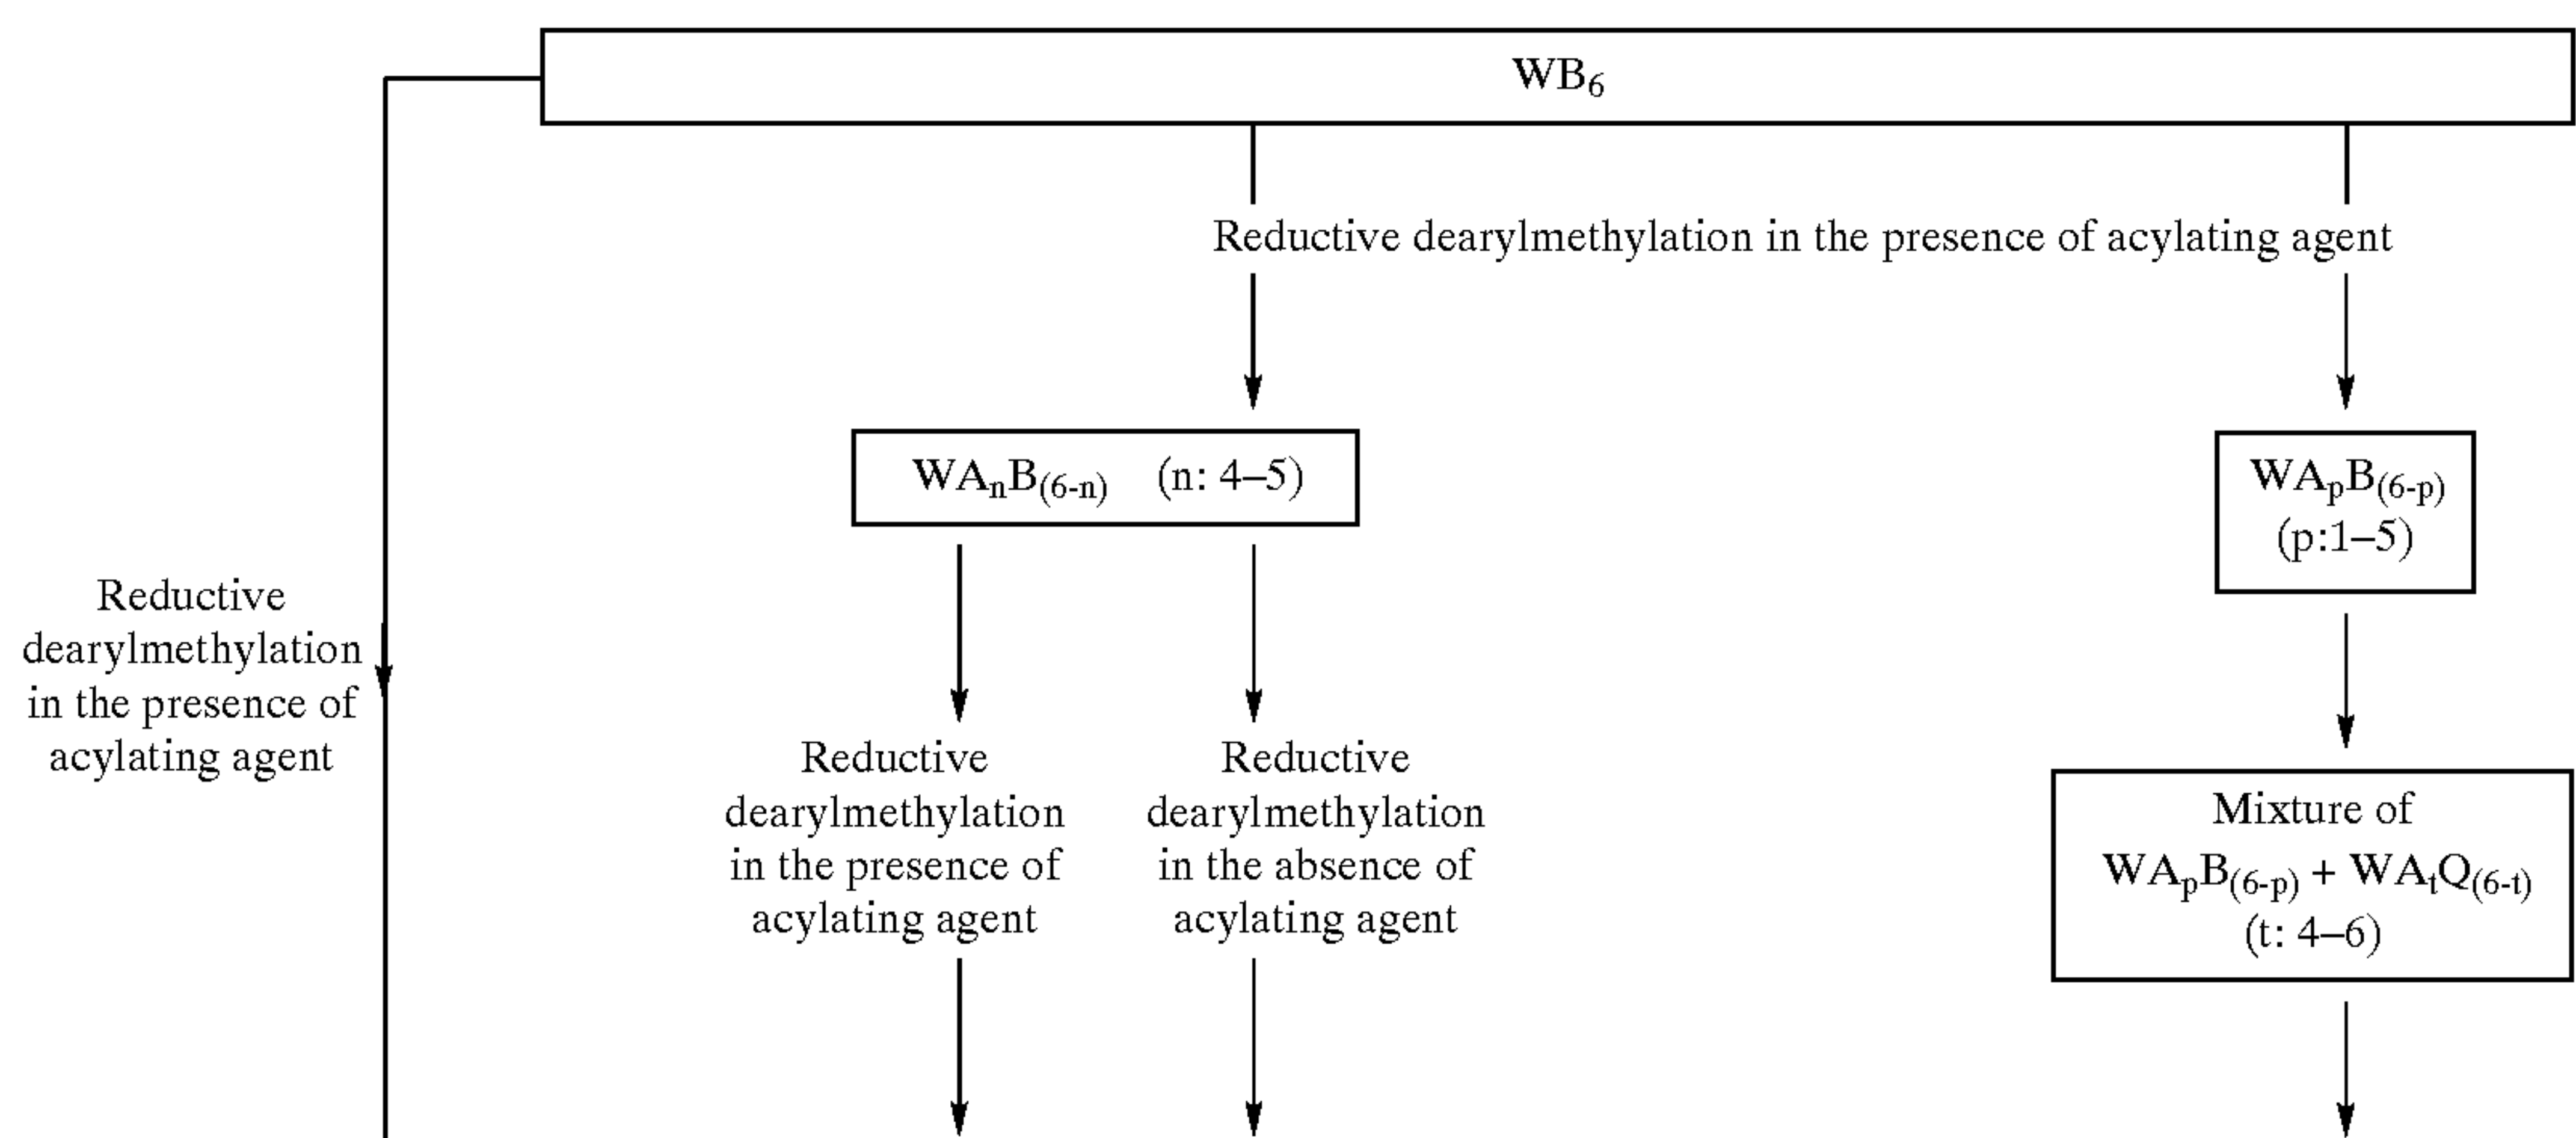 WB6
Reductive dearylmethylation in the presence of acylating agent
WAnB(6-n) (n: 4–5)
WApB(6-p)
(p:1–5)
Reductive
dearylmethylation
in the presence of
acylating agent
Reductive
dearylmethylation
in the presence of
acylating agent
Reductive
dearylmethylation
in the absence of
acylating agent
Mixture of
WApB(6-p) + WAtQ(6-t)
(t: 4–6)